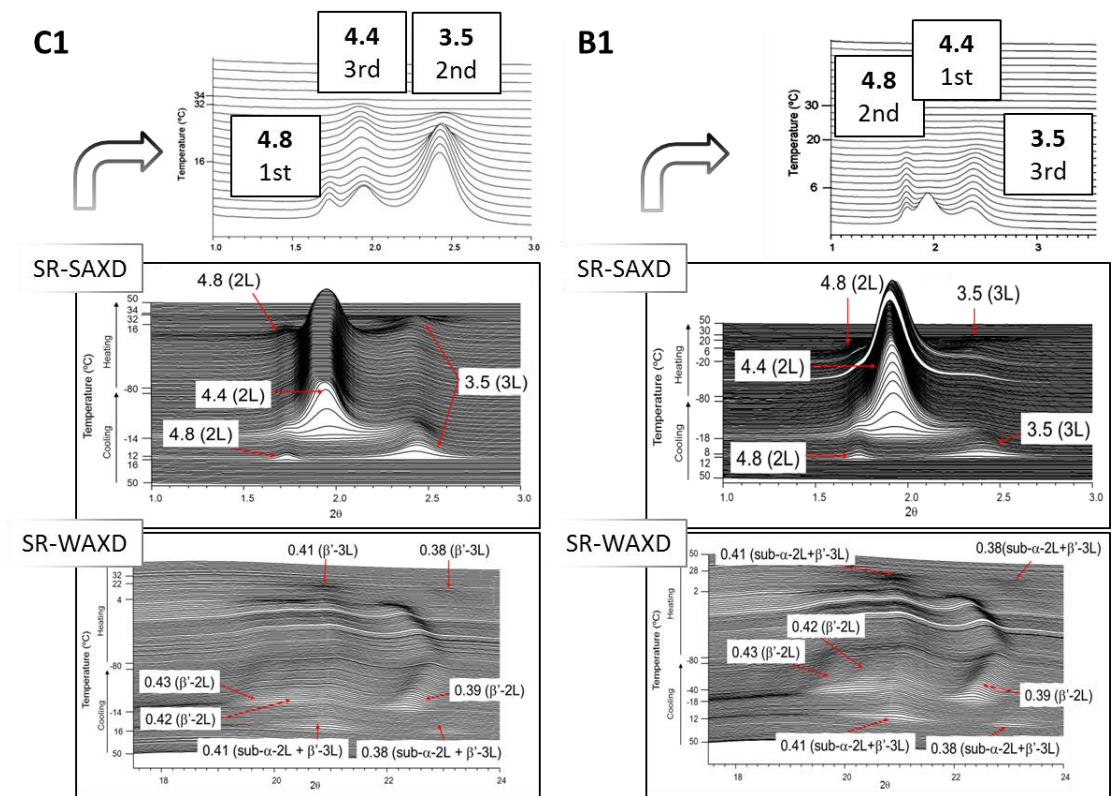 C1
4.4
3rd
3.5
2nd
4.8
1st
Temperature (ºC)
34
32
16
1.0
1.5
2.0
2.5
3.0
B1
4.4
1st
4.8
2nd
3.5
3rd
Temperature (ºC)
30
20
6
1
2
3
SR-SAXD
4.8 (2L)
4.4 (2L)
3.5 (3L)
4.8 (2L)
Temperature (ºC)
Heating
Cooling
50
34
32
16
-80
-14
12
16
50
1.0
1.5
2.0
2.5
3.0
2θ
SR-SAXD
4.8 (2L)
3.5 (3L)
4.4 (2L)
3.5 (3L)
4.8 (2L)
Temperature (ºC)
Heating
Cooling
50
30
20
6
-20
-80
-18
8
12
50
1.0
1.5
2.0
2.5
3.0
2θ
SR-WAXD
0.41 (β'-3L)
0.38 (β'-3L)
0.43 (β'-2L)
0.42 (β'-2L)
0.39 (β'-2L)
0.41 (sub-α-2L + β'-3L)
0.38 (sub-α-2L + β'-3L)
Temperature (ºC)
Heating
Cooling
32
22
4
-80
-14
16
50
18
20
22
24
2θ
SR-WAXD
0.41 (sub-α-2L+β'-3L)
0.38(sub-α-2L+β'-3L)
0.42 (β'-2L)
0.43 (β'-2L)
0.39 (β'-2L)
0.41 (sub-α-2L+β'-3L)
0.38 (sub-α-2L+β'-3L)
Temperature (ºC)
Heating
Cooling
50
28
2
-80
-40
-18
12
50
18
20
22
24
2θ